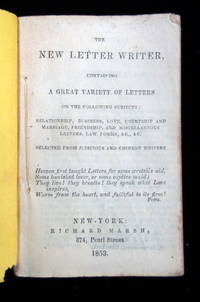 THE
NEW LETTER WRITER,
CONTAINING
A GREAT VARIETY OF LETTERS
ON THE FOLLOWING SUBJECTS:
RELATIONSHIP, BUSINESS, LOVE, COURTSHIP AND
MARRIAGE, FRIENDSHIP, AND MISCELLANEOUS
LETTERS, LAW FORMS, &c., &c.
SELECTED FROM JUDICIOUS AND EMINENT WRITERS
Heaven first taught Letters for some wretch's aid,
Some banished lover, or some captive maid;
They live! they breathe! they speak what Love
inspires,
Warm from the heart, and faithful to its fires!
POPE.
NEW-YORK:
RICHARD MARSH,
374, Pearl Street.
1853.